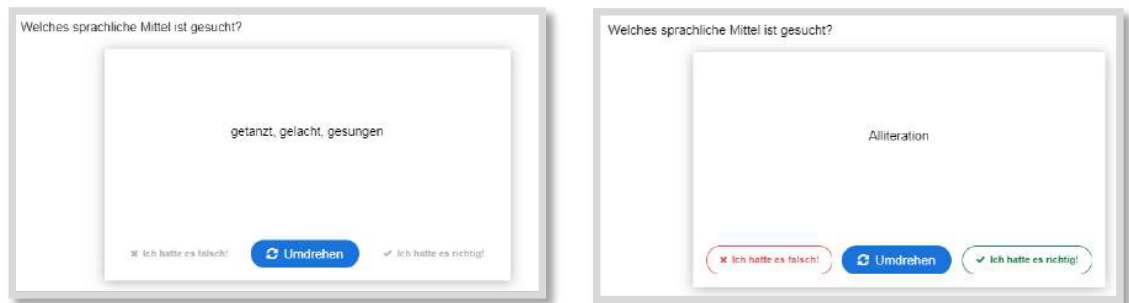 Welches sprachliche Mittel ist gesucht?
getanzt, gelacht, gesungen
✖ Ich hatte es falsch! Umdrehen ✔ Ich hatte es richtig!
Welches sprachliche Mittel ist gesucht?
Alliteration
✖ Ich hatte es falsch! Umdrehen ✔ Ich hatte es richtig!